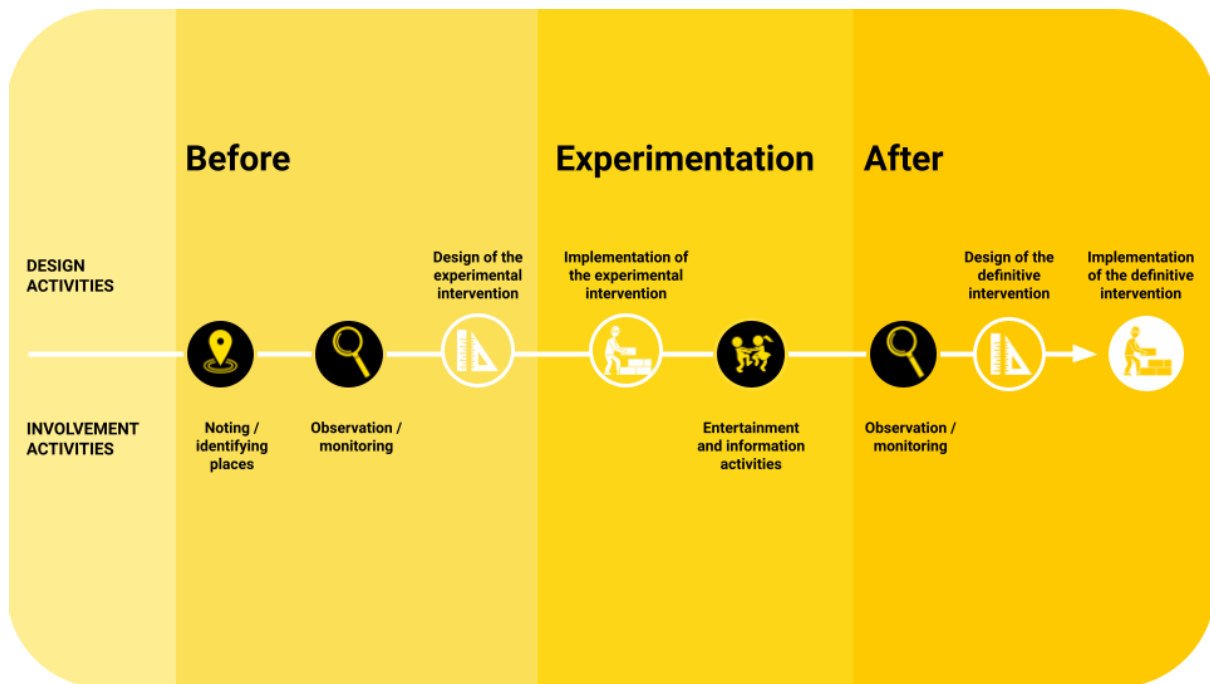 Before
Experimentation
After
DESIGN
ACTIVITIES
Design of the
experimental
intervention
Implementation of
the experimental
intervention
Design of the
definitive
intervention
Implementation
of the definitive
intervention
INVOLVEMENT
ACTIVITIES
Noting /
identifying
places
Observation /
monitoring
Entertainment
and information
activities
Observation /
monitoring